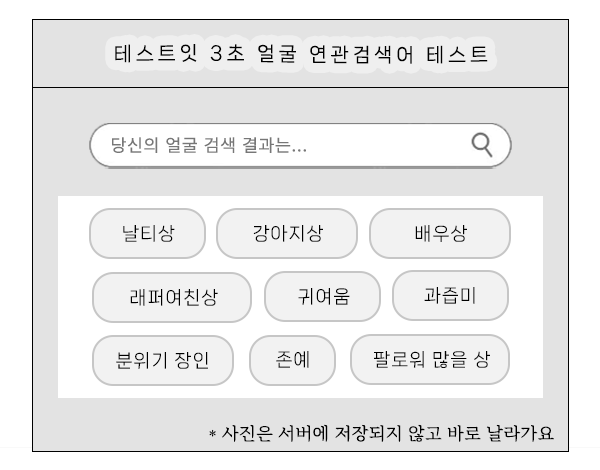 테스트잇 3초 얼굴 연관검색어 테스트
당신의 얼굴 검색 결과는...
날티상 강아지상 배우상
래퍼여친상 귀여움 과즙미
분위기 장인 존예 팔로워 많을 상
* 사진은 서버에 저장되지 않고 바로 날라가요